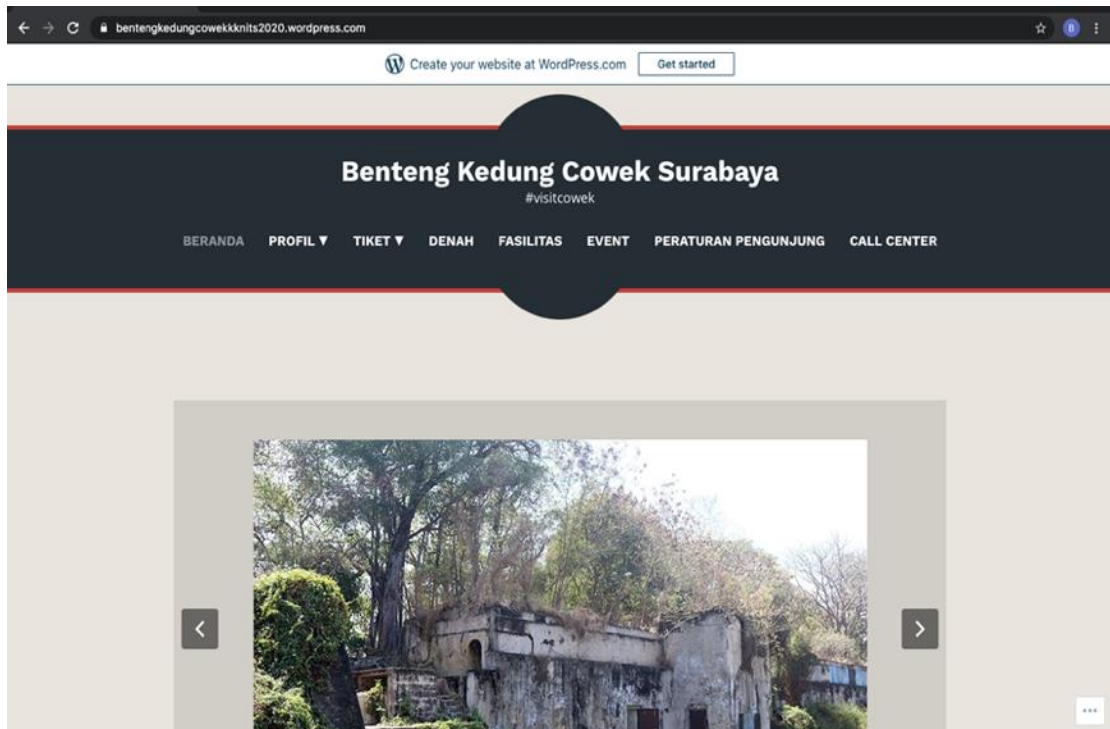 bentengkedungcowekkknits2020.wordpress.com
B
Create your website at WordPress.com Get started
Benteng Kedung Cowek Surabaya
#visitcowek
BERANDA PROFIL ▼ TIKET ▼ DENAH FASILITAS EVENT PERATURAN PENGUNJUNG CALL CENTER